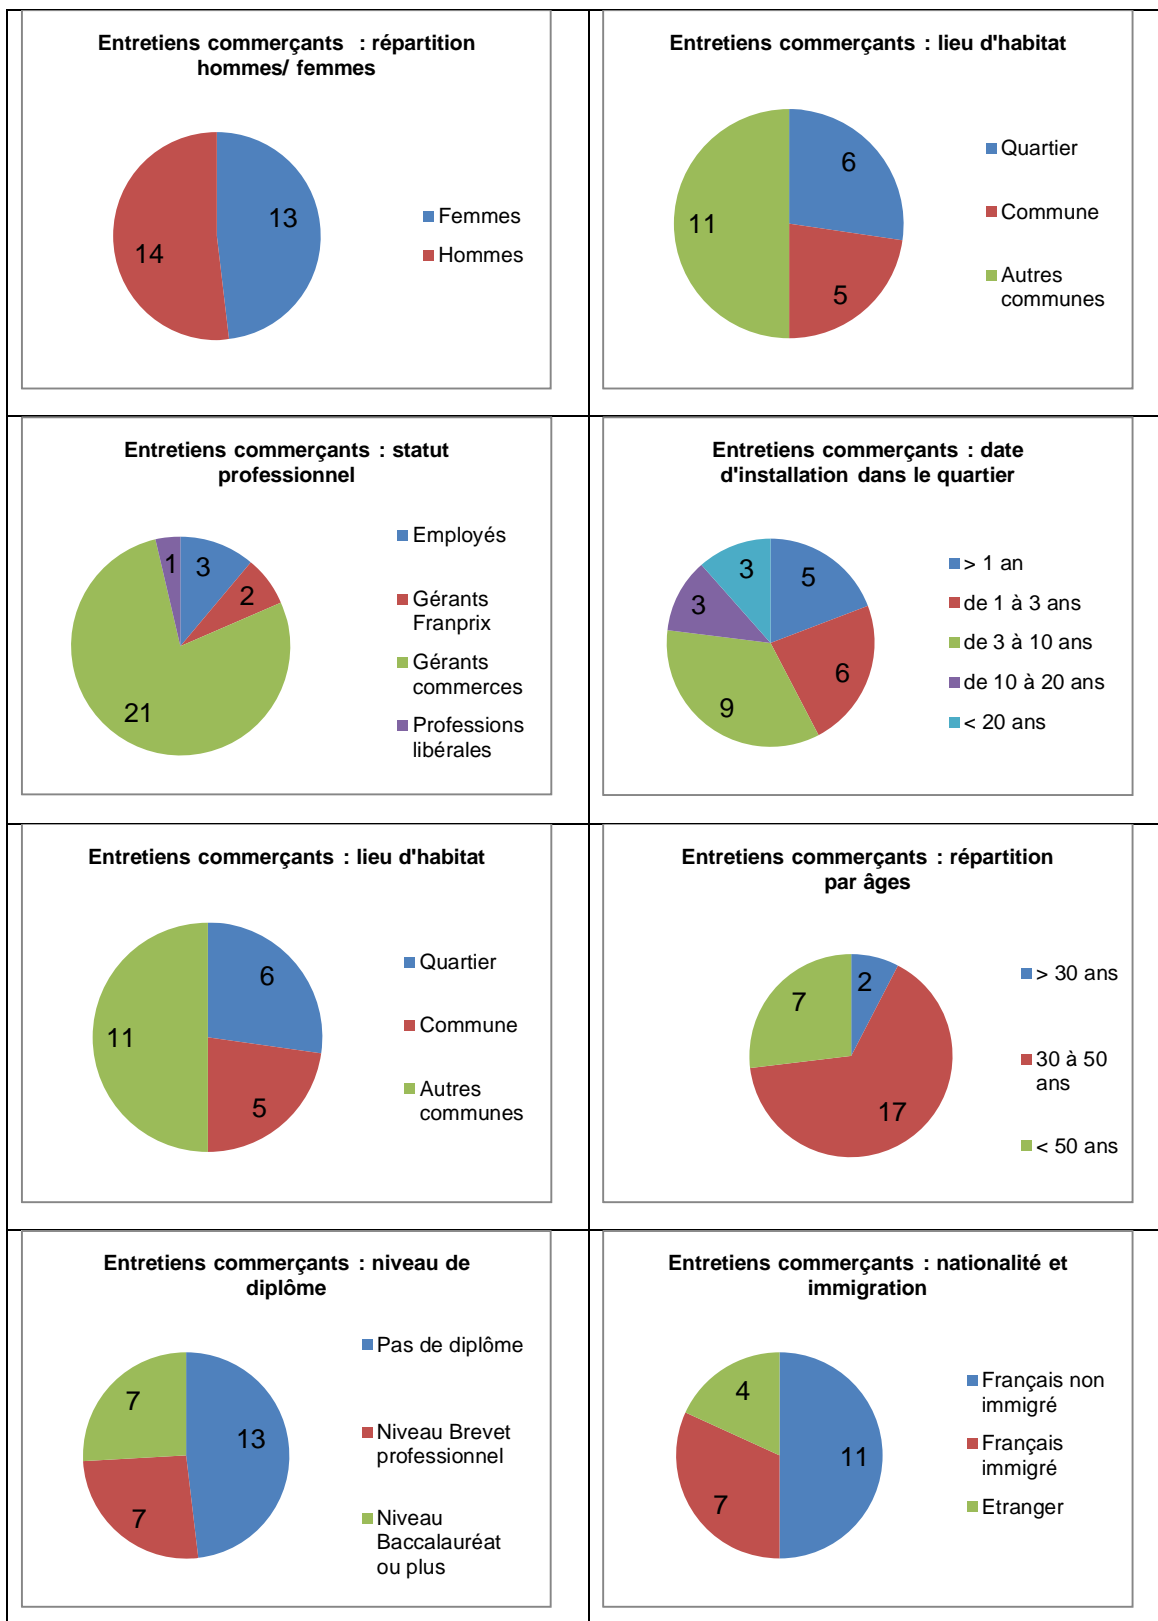 Entretiens commerçants : répartition
hommes/ femmes
13
14
Femmes
Hommes
Entretiens commerçants : lieu d'habitat
6
11
5
Quartier
Commune
Autres
communes
Entretiens commerçants : statut
professionnel
1
3
2
21
Employés
Gérants
Franprix
Gérants
commerces
Professions
libérales
Entretiens commerçants : date
d'installation dans le quartier
3
5
3
6
9
> 1 an
de 1 à 3 ans
de 3 à 10 ans
de 10 à 20 ans
< 20 ans
Entretiens commerçants : lieu d'habitat
6
11
5
Quartier
Commune
Autres
communes
Entretiens commerçants : répartition
par âges
2
7
17
> 30 ans
30 à 50
ans
< 50 ans
Entretiens commerçants : niveau de
diplôme
7
13
7
Pas de diplôme
Niveau Brevet
professionnel
Niveau
Baccalauréat
ou plus
Entretiens commerçants : nationalité et
immigration
4
11
7
Français non
immigré
Français
immigré
Etranger